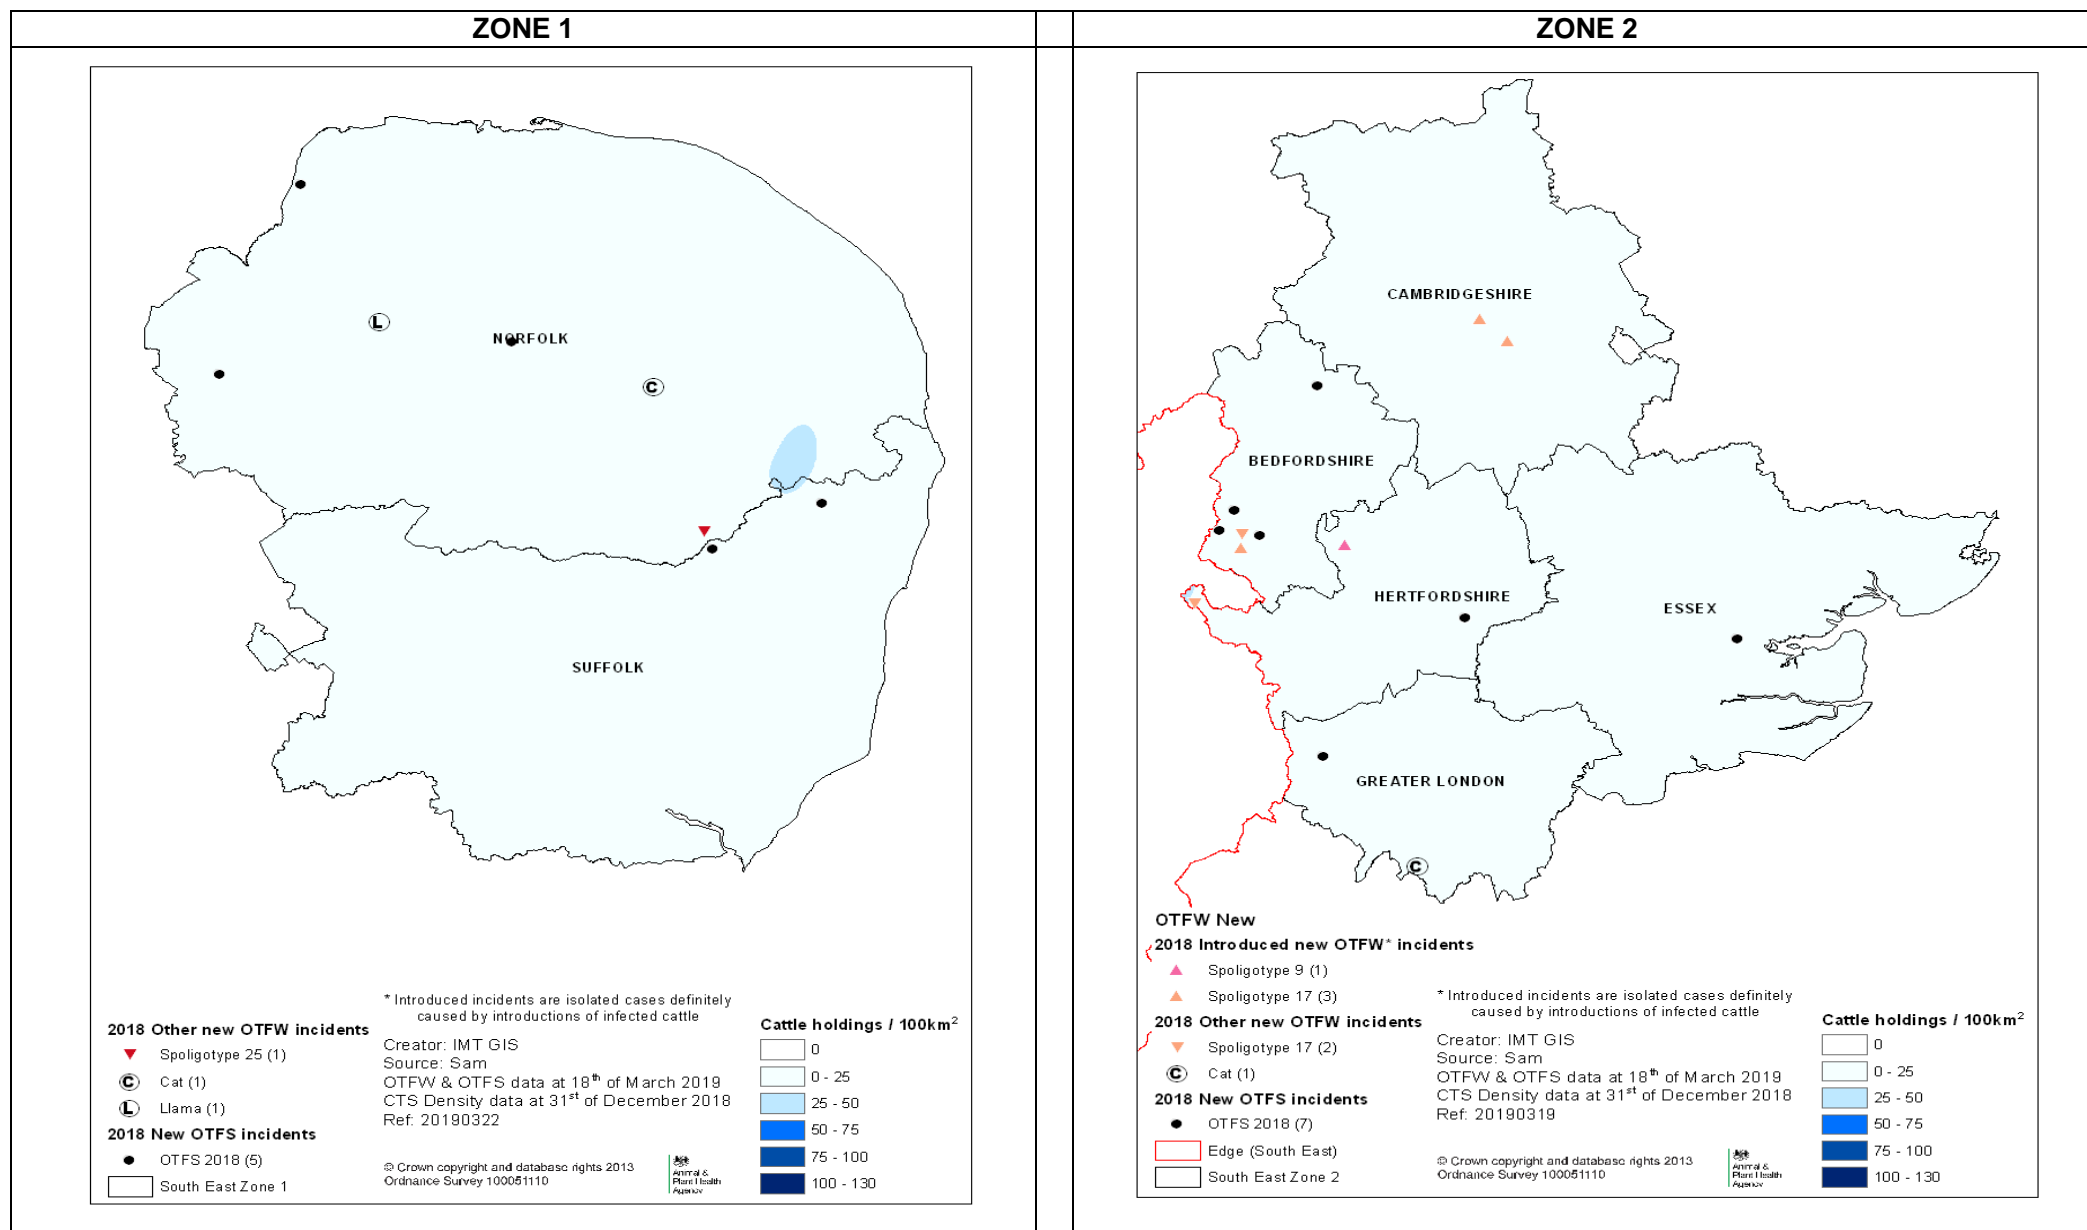 ZONE 1
NORFOLK
L
C
SUFFOLK
2018 Other new OTFW incidents
Spoligotype 25 (1)
C Cat (1)
L Llama (1)
2018 New OTFS incidents
OTFS 2018 (5)
South East Zone 1
* Introduced incidents are isolated cases definitely
caused by introductions of infected cattle
Creator: IMT GIS
Source: Sam
OTFW & OTFS data at 18th of March 2019
CTS Density data at 31st of December 2018
Ref: 20190322
© Crown copyright and database rights 2013
Ordnance Survey 100051110
Animal &
Plant Health
Agency
Cattle holdings / 100km2
0
0 - 25
25 - 50
50 - 75
75 - 100
100 - 130
ZONE 2
CAMBRIDGESHIRE
BEDFORDSHIRE
HERTFORDSHIRE
ESSEX
GREATER LONDON
C
OTFW New
2018 Introduced new OTFW* incidents
Spoligotype 9 (1)
Spoligotype 17 (3)
2018 Other new OTFW incidents
Spoligotype 17 (2)
C Cat (1)
2018 New OTFS incidents
OTFS 2018 (7)
Edge (South East)
South East Zone 2
* Introduced incidents are isolated cases definitely
caused by introductions of infected cattle
Creator: IMT GIS
Source: Sam
OTFW & OTFS data at 18th of March 2019
CTS Density data at 31st of December 2018
Ref: 20190319
© Crown copyright and database rights 2013
Ordnance Survey 100051110
Animal &
Plant Health
Agency
Cattle holdings / 100km2
0
0 - 25
25 - 50
50 - 75
75 - 100
100 - 130